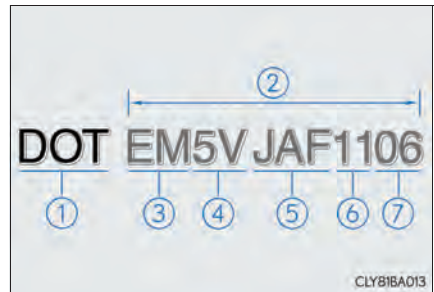 ②
DOT EM5V JAF1106
① ③ ④ ⑤ ⑥ ⑦
CLY81BA013